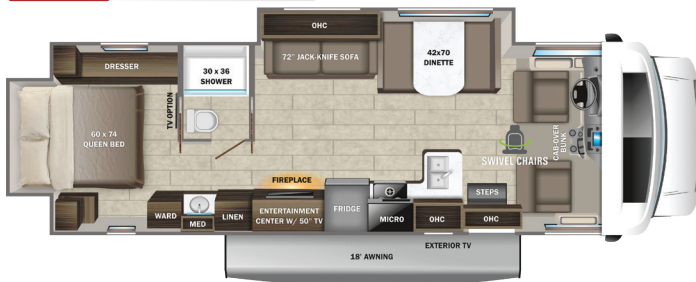 OHC
72" JACK-KNIFE SOFA
42x70
DINETTE
DRESSER
30 x 36
SHOWER
TV OPTION
60 x 74
QUEEN BED
CAB-OVER
BUNK
SWIVEL CHAIRS
FIREPLACE
STEPS
WARD
MED
LINEN
ENTERTAINMENT
CENTER W/ 50" TV
FRIDGE
MICRO
OHC
OHC
EXTERIOR TV
18' AWNING